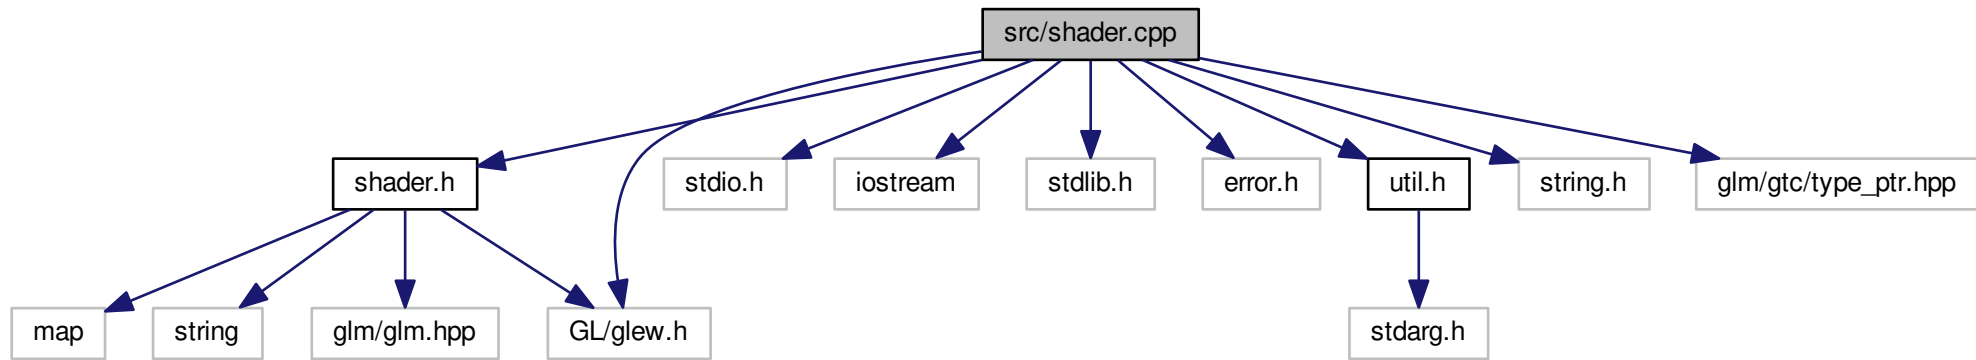 src/shader.cpp
shader.h
stdio.h
iostream
stdlib.h
error.h
util.h
string.h
glm/gtc/type_ptr.hpp
map
string
glm/glm.hpp
GL/glew.h
stdarg.h